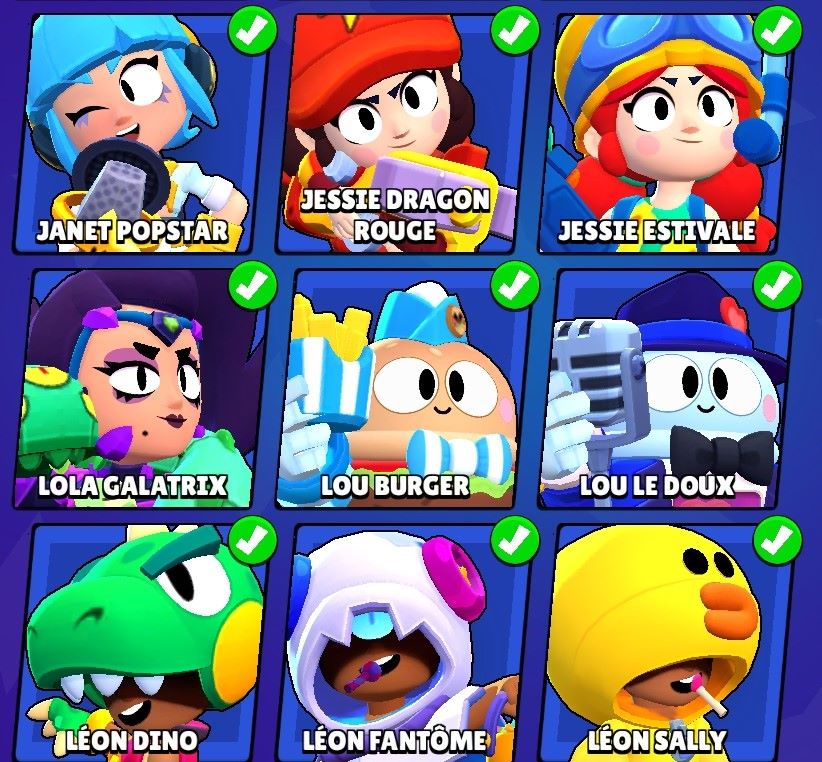 JANET POPSTAR
JESSIE DRAGON
ROUGE
JESSIE ESTIVALE
LOLA GALATRIX
LOU BURGER
LOU LE DOUX
LÉON DINO
LÉON FANTÔME
LÉON SALLY